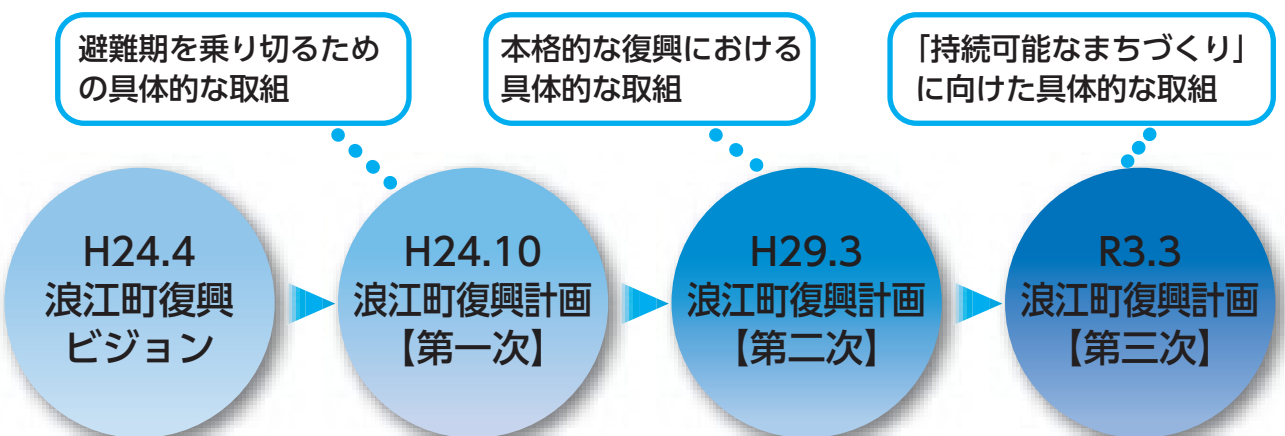 避難期を乗り切るため
の具体的な取組
本格的な復興における
具体的な取組
「持続可能なまちづくり」
に向けた具体的な取組
H24.4
浪江町復興
ビジョン
H24.10
浪江町復興計画
【第一次】
H29.3
浪江町復興計画
【第二次】
R3.3
浪江町復興計画
【第三次】